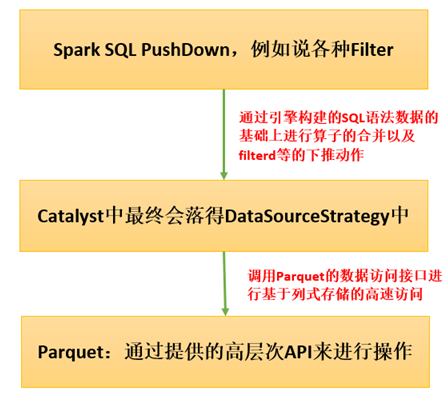 Spark SQL PushDown，例如说各种Filter
通过引擎构建的SQL语法数据的
基础上进行算子的合并以及
filterd等的下推动作
Catalyst中最终会落得DataSourceStrategy中
调用Parquet的数据访问接口进
行基于列式存储的高速访问
Parquet：通过提供的高层次API来进行操作